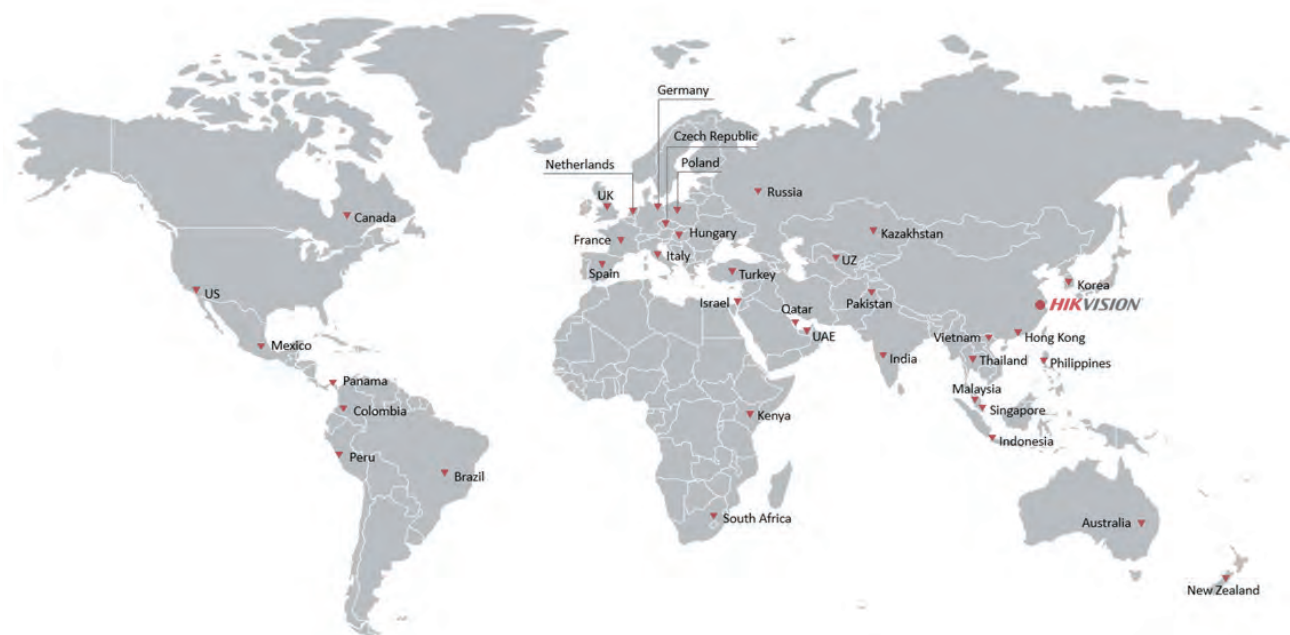 Germany
Czech Republic
Netherlands
Poland
UK
Russia
Canada
France
Hungary
Kazakhstan
Italy
UZ
Spain
Turkey
US
Israel
Qatar
Pakistan
Korea
HIKVISION
UAE
Vietnam
Hong Kong
Mexico
India
Thailand
Philippines
Panama
Malaysia
Colombia
Singapore
Kenya
Indonesia
Peru
Brazil
South Africa
Australia
New Zealand